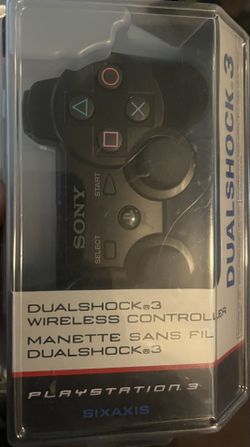 DUALSHOCK 3
SONY
SELECT
START
DUALSHOCK®3
WIRELESS CONTROLLER
MANETTE SANS FIL
DUALSHOCK®3
PLAYSTATION 3
SIXAXIS